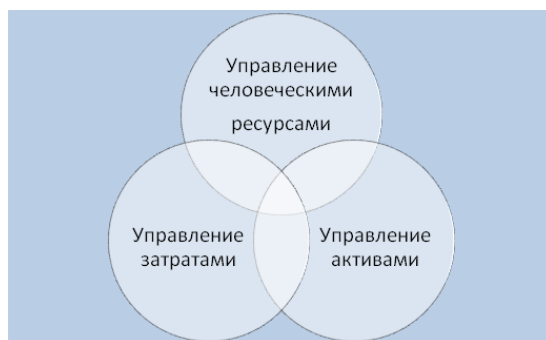 Управление
человеческими
ресурсами
Управление
затратами
Управление
активами